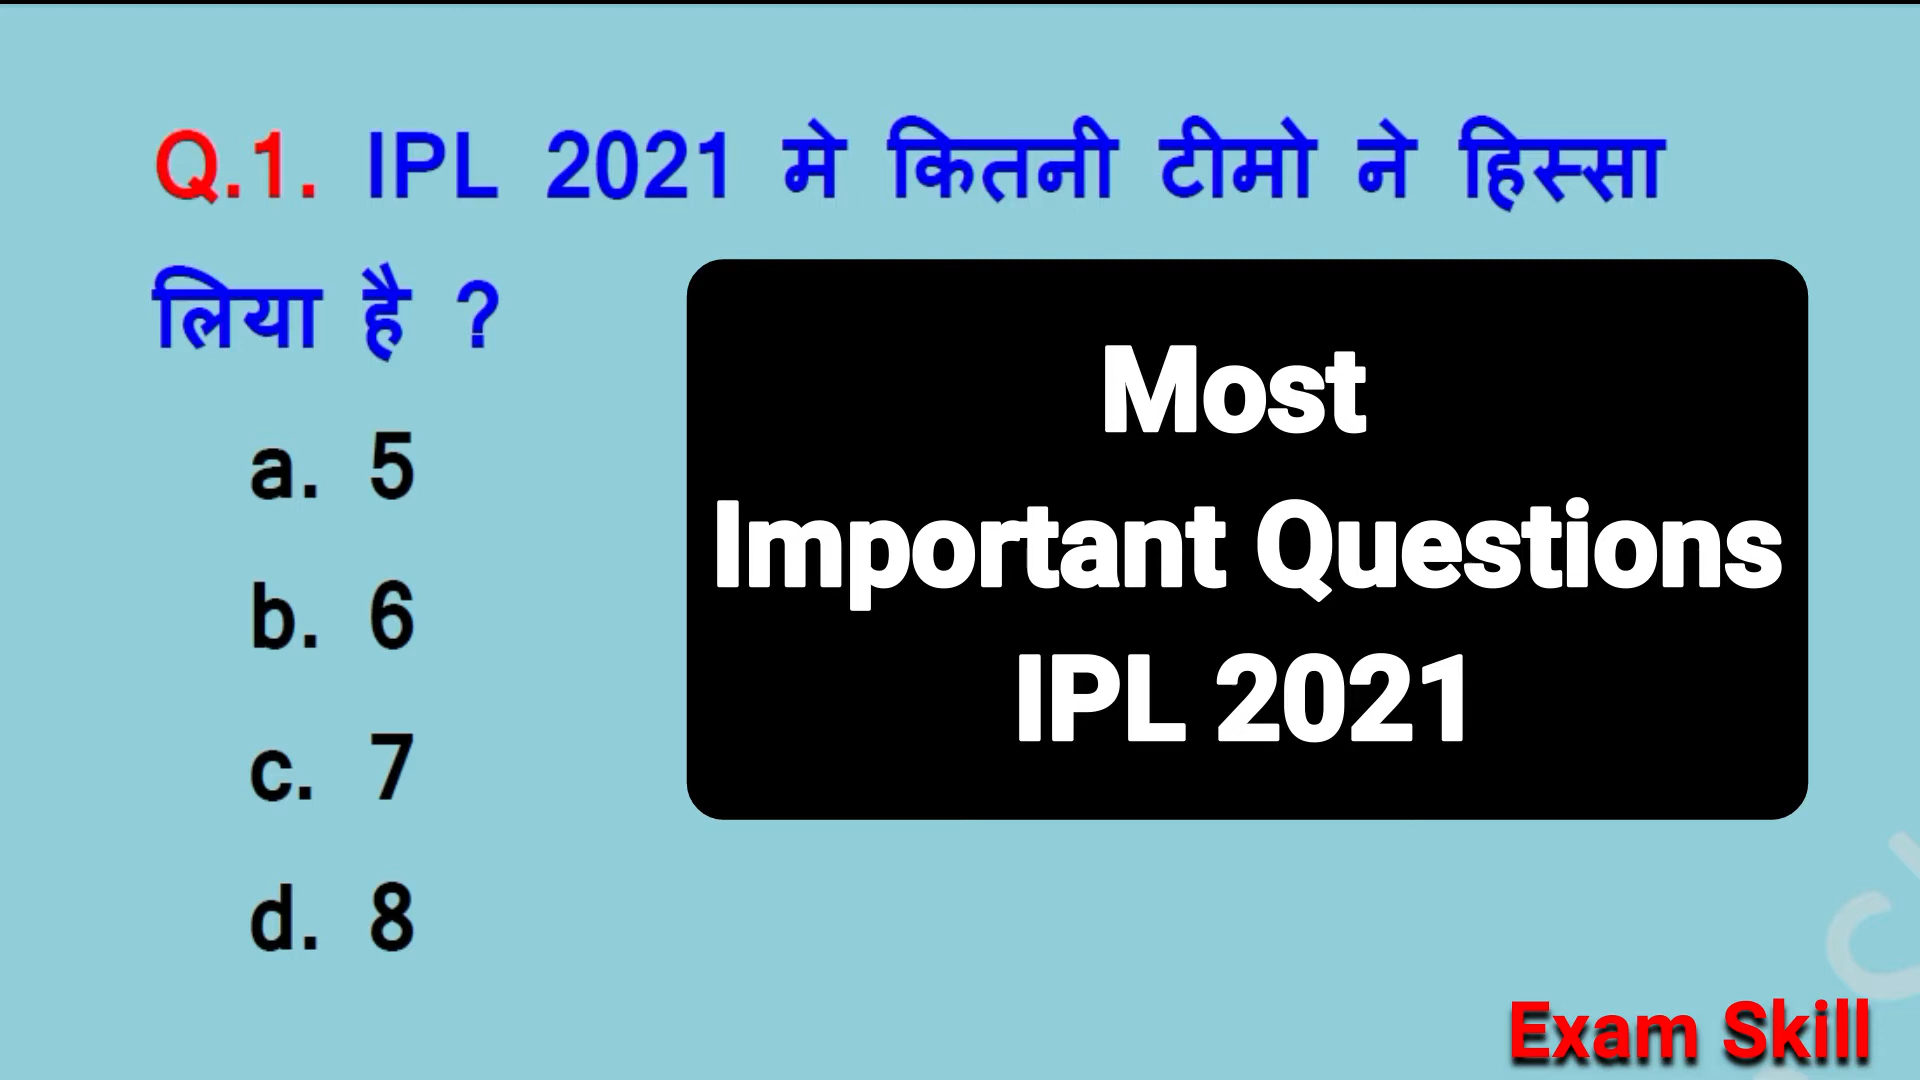 Q.1. IPL 2021 मे कितनी टीमो ने हिस्सा
लिया है ?
a. 5
b. 6
c. 7
d. 8
Most
Important Questions
IPL 2021
Exam Skill